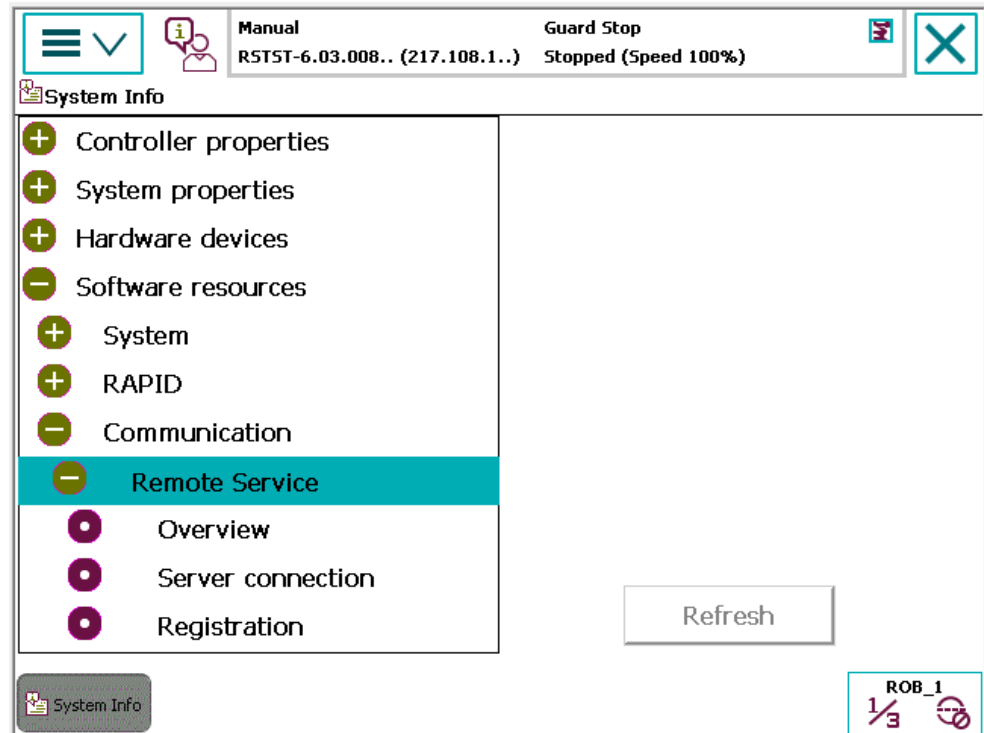 Manual Guard Stop
RSTST-6.03.008.. (217.108.1..) Stopped (Speed 100%)
System Info
Controller properties
System properties
Hardware devices
Software resources
System
RAPID
Communication
Remote Service
Overview
Server connection
Registration
Refresh
System Info
ROB_1
1/3